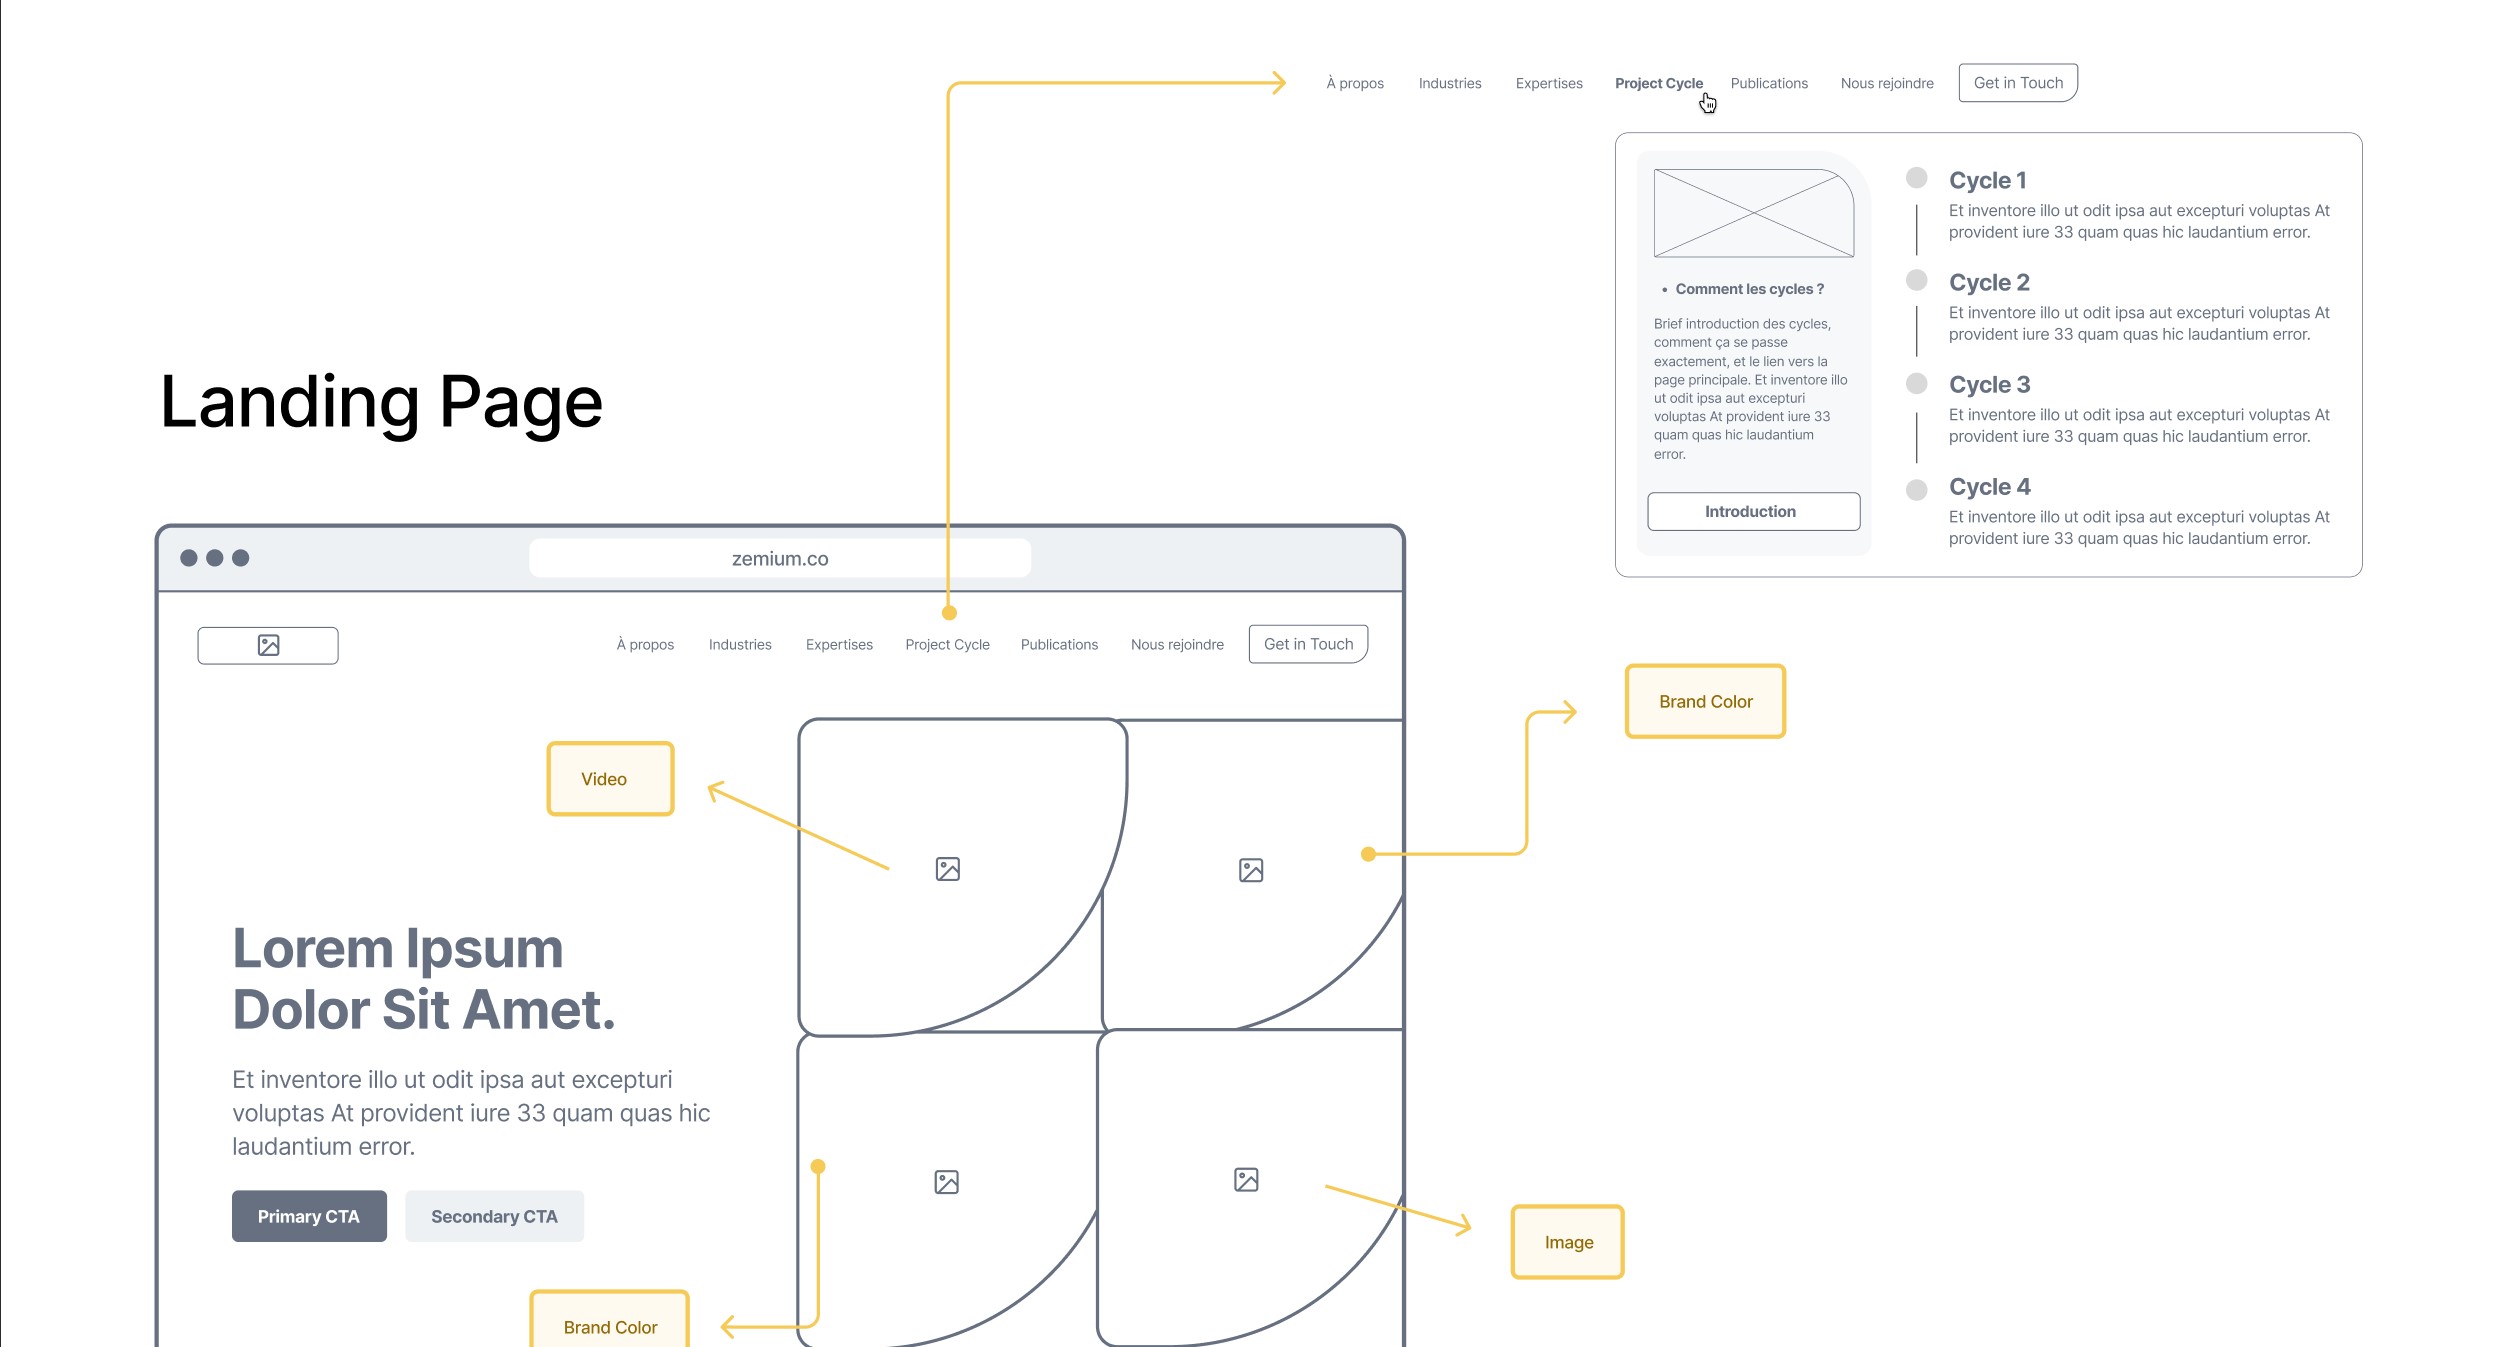 À propos Industries Expertises Project Cycle Publications Nous rejoindre Get in Touch
Comment les cycles ?
Brief introduction des cycles,
comment ça se passe
exactement, et le lien vers la
page principale. Et inventore illo
ut odit ipsa aut excepturi
voluptas At provident iure 33
quam quas hic laudantium
error.
Introduction
Cycle 1
Et inventore illo ut odit ipsa aut excepturi voluptas At
provident iure 33 quam quas hic laudantium error.
Cycle 2
Et inventore illo ut odit ipsa aut excepturi voluptas At
provident iure 33 quam quas hic laudantium error.
Cycle 3
Et inventore illo ut odit ipsa aut excepturi voluptas At
provident iure 33 quam quas hic laudantium error.
Cycle 4
Et inventore illo ut odit ipsa aut excepturi voluptas At
provident iure 33 quam quas hic laudantium error.
Landing Page
zemium.co
À propos Industries Expertises Project Cycle Publications Nous rejoindre Get in Touch
Brand Color
Video
Lorem Ipsum
Dolor Sit Amet.
Et inventore illo ut odit ipsa aut excepturi
voluptas At provident iure 33 quam quas hic
laudantium error.
Primary CTA Secondary CTA
Image
Brand Color